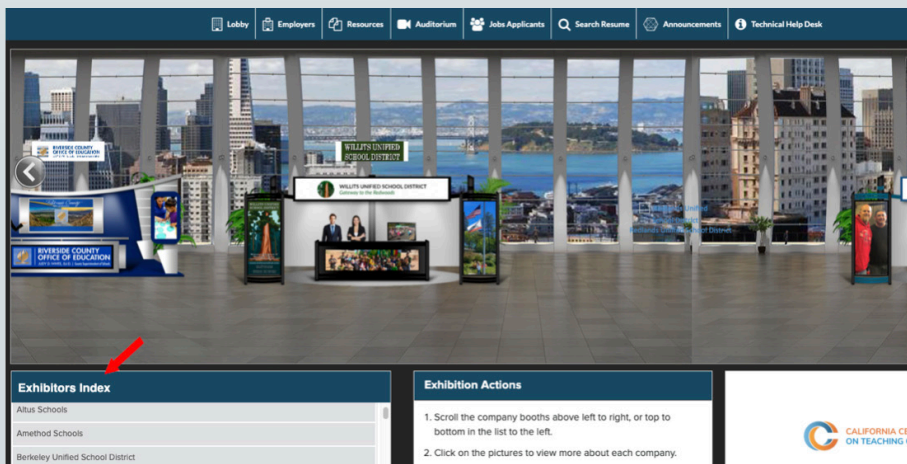 Lobby
Employers
Resources
Auditorium
Jobs Applicants
Search Resume
Announcements
Technical Help Desk
RIVERSIDE COUNTY
OFFICE OF EDUCATION
WILLITS UNIFIED
SCHOOL DISTRICT
WILLITS UNIFIED SCHOOL DISTRICT
Gateway to the Redwoods
Unified
Redlands District
RIVERSIDE COUNTY
OFFICE OF EDUCATION
Exhibitors Index
Altus Schools
Amethod Schools
Berkeley Unified School District
Exhibition Actions
1. Scroll the company booths above left to right, or top to
bottom in the list to the left.
2. Click on the pictures to view more about each company.
CALIFORNIA CE
ON TEACHING